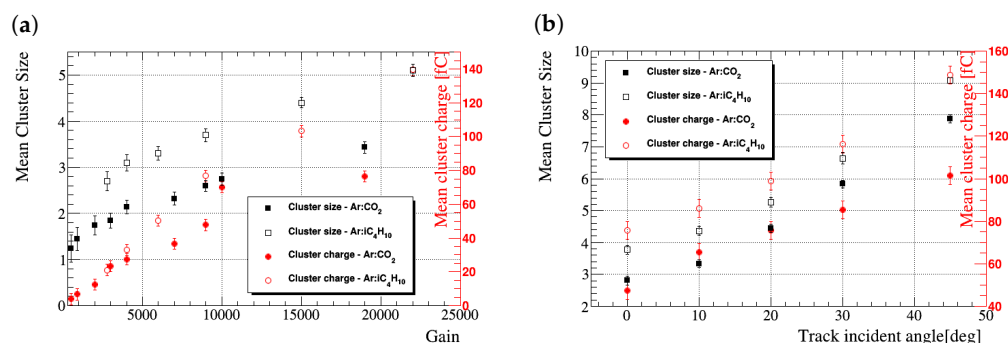 (a)
Mean Cluster Size
5
4
3
2
1
0
140
120
100
80
60
40
20
0
Mean cluster charge [fC]
Cluster size - Ar:CO2
Cluster size - Ar:iC4H10
Cluster charge - Ar:CO2
Cluster charge - Ar:iC4H10
5000 10000 15000 20000 25000
Gain
(b)
Mean Cluster Size
10
9
8
7
6
5
4
3
2
160
140
120
100
80
60
40
Mean cluster charge [fC]
Cluster size - Ar:CO2
Cluster size - Ar:iC4H10
Cluster charge - Ar:CO2
Cluster charge - Ar:iC4H10
0 10 20 30 40 50
Track incident angle[deg]